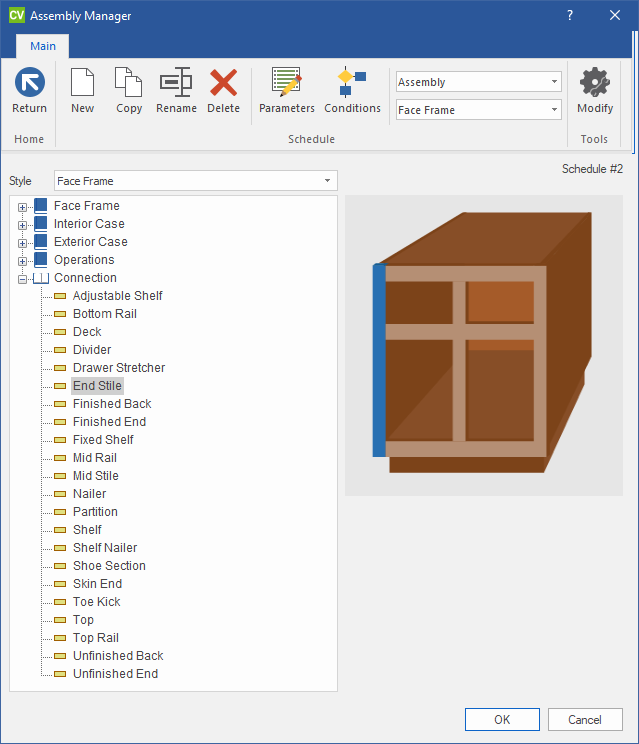 CV Assembly Manager ?
Main
Return New Copy Rename Delete Parameters Conditions Assembly Face Frame Modify
Home Schedule Tools
Schedule #2
Style Face Frame
Face Frame
Interior Case
Exterior Case
Operations
Connection
Adjustable Shelf
Bottom Rail
Deck
Divider
Drawer Stretcher
End Stile
Finished Back
Finished End
Fixed Shelf
Mid Rail
Mid Stile
Nailer
Partition
Shelf
Shelf Nailer
Shoe Section
Skin End
Toe Kick
Top
Top Rail
Unfinished Back
Unfinished End
OK Cancel